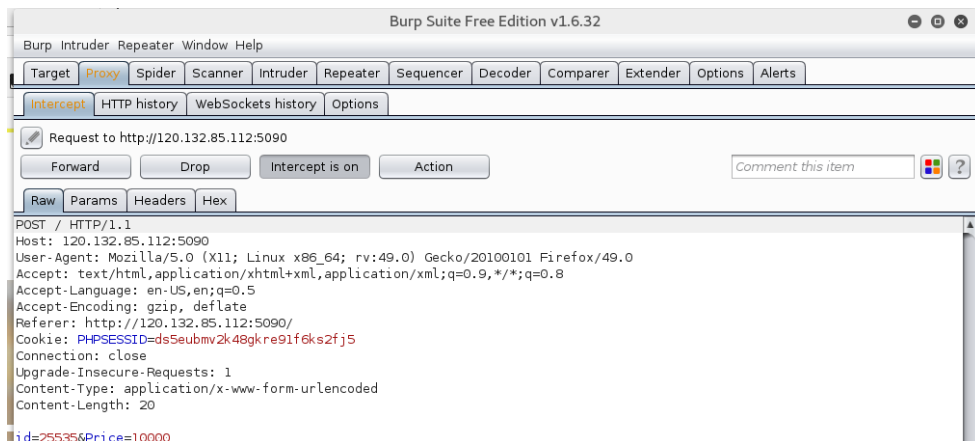 Burp Suite Free Edition v1.6.32
Burp Intruder Repeater Window Help
Target Proxy Spider Scanner Intruder Repeater Sequencer Decoder Comparer Extender Options Alerts
Intercept HTTP history WebSockets history Options
Request to http://120.132.85.112:5090
Forward Drop Intercept is on Action Comment this item ?
Raw Params Headers Hex
POST / HTTP/1.1
Host: 120.132.85.112:5090
User-Agent: Mozilla/5.0 (X11; Linux x86_64; rv:49.0) Gecko/20100101 Firefox/49.0
Accept: text/html,application/xhtml+xml,application/xml;q=0.9,*/*;q=0.8
Accept-Language: en-US,en;q=0.5
Accept-Encoding: gzip, deflate
Referer: http://120.132.85.112:5090/
Cookie: PHPSESSID=ds5eubmv2k48gkre91f6ks2fj5
Connection: close
Upgrade-Insecure-Requests: 1
Content-Type: application/x-www-form-urlencoded
Content-Length: 20
id=25535&Price=10000